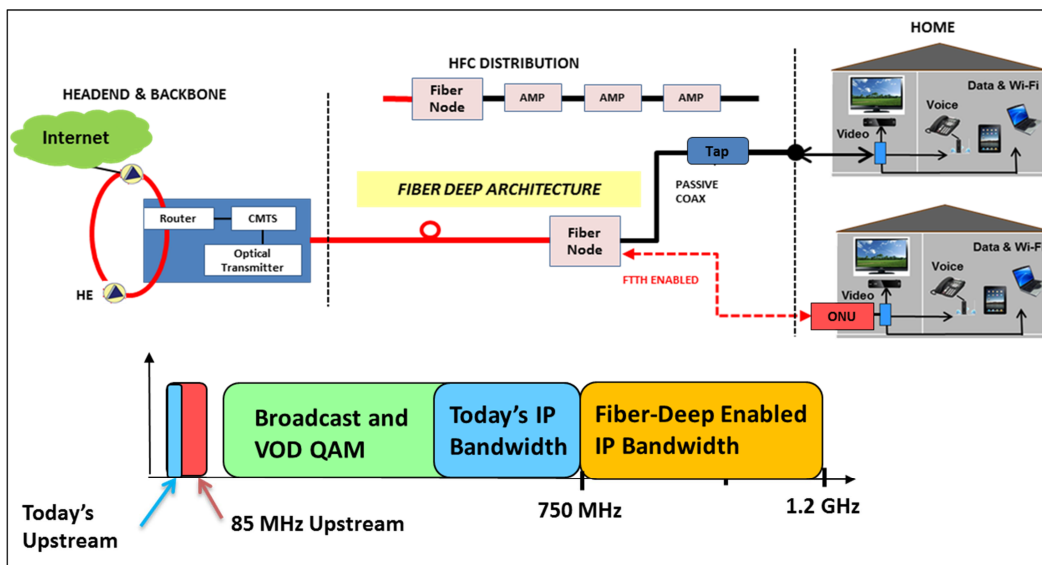 HOME
HFC DISTRIBUTION
HEADEND & BACKBONE
Fiber
Node
AMP
AMP
AMP
Data & Wi-Fi
Voice
Video
Internet
Tap
FIBER DEEP ARCHITECTURE
PASSIVE
COAX
Router
CMTS
Optical
Transmitter
Fiber
Node
HE
FTTH ENABLED
Data & Wi-F
Voice
Video
ONU
Broadcast and
VOD QAM
Today's IP
Bandwidth
Fiber-Deep Enabled
IP Bandwidth
750 MHz
1.2 GHz
Today's
Upstream
85 MHz Upstream